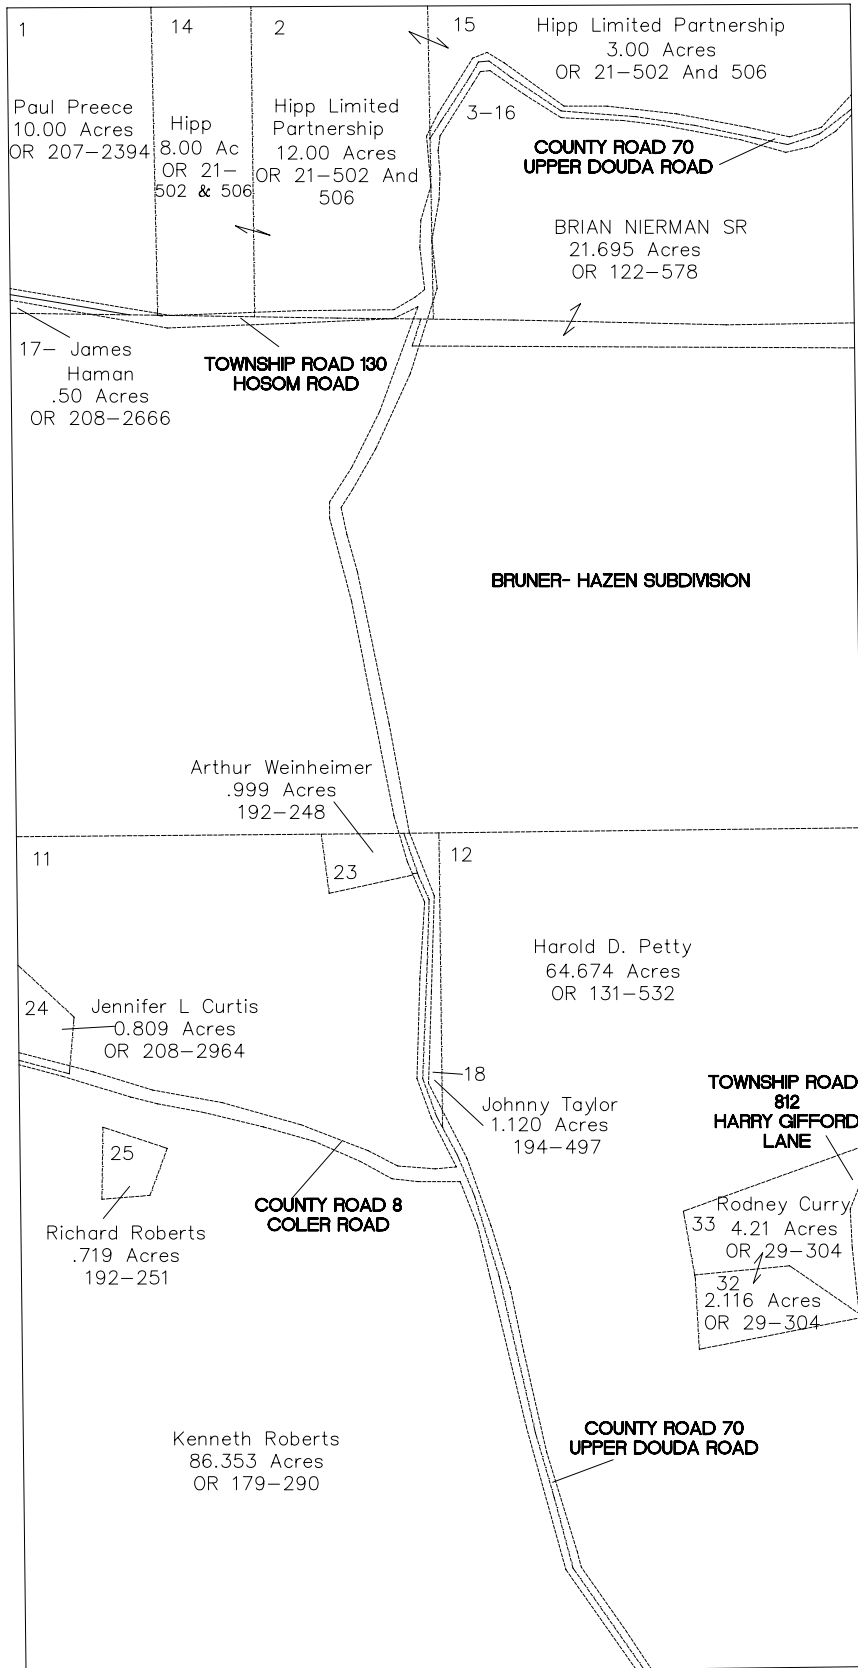 1
14
2
15
Hipp Limited Partnership
3.00 Acres
OR 21-502 And 506
Paul Preece
10.00 Acres
OR 207-2394
Hipp
8.00 Ac
OR 21-
502 & 506
Hipp Limited
Partnership
12.00 Acres
OR 21-502 And
506
3-16
COUNTY ROAD 70
UPPER DOUDA ROAD
BRIAN NIERMAN SR
21.695 Acres
OR 122-578
17- James
Haman
.50 Acres
OR 208-2666
TOWNSHIP ROAD 130
HOSOM ROAD
BRUNER- HAZEN SUBDIVISION
Arthur Weinheimer
.999 Acres
192-248
11
23
12
Harold D. Petty
64.674 Acres
OR 131-532
24
Jennifer L Curtis
0.809 Acres
OR 208-2964
18
Johnny Taylor
1.120 Acres
194-497
TOWNSHIP ROAD
812
HARRY GIFFORD
LANE
25
Richard Roberts
.719 Acres
192-251
COUNTY ROAD 8
COLER ROAD
33
Rodney Curry
4.21 Acres
OR 29-304
32
2.116 Acres
OR 29-304
Kenneth Roberts
86.353 Acres
OR 179-290
COUNTY ROAD 70
UPPER DOUDA ROAD